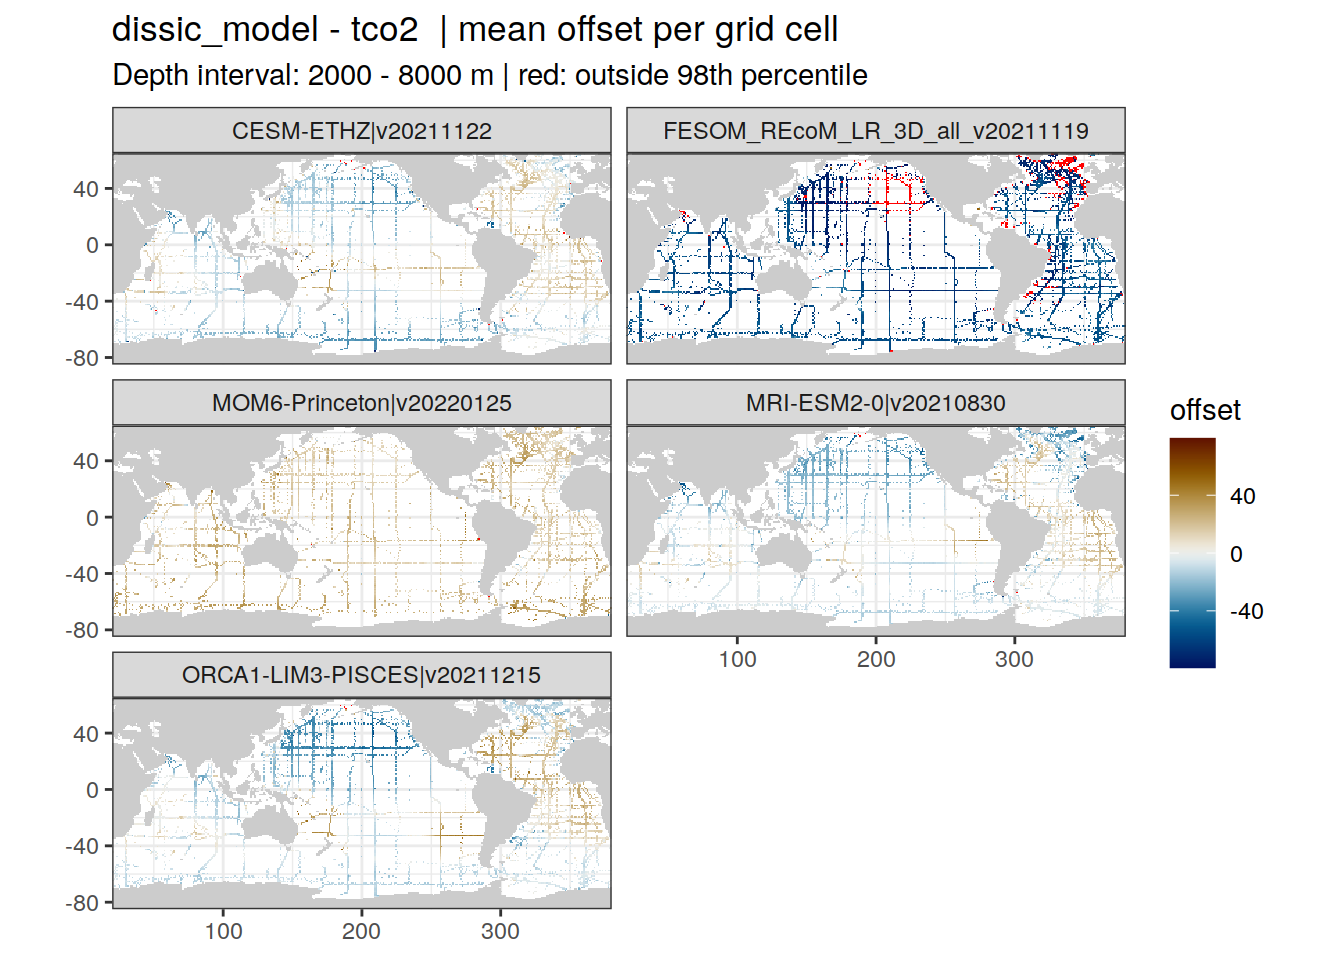 dissic_model - tco2  | mean offset per grid cell
Depth interval: 2000 - 8000 m | red: outside 98th percentile
CESM-ETHZ|v20211122
FESOM_REcoM_LR_3D_all_v20211119
40
0
-40
-80
MOM6-Princeton|v20220125
MRI-ESM2-0|v20210830
40
0
-40
-80
100
200
300
ORCA1-LIM3-PISCES|v20211215
40
0
-40
-80
100
200
300
offset
40
0
-40